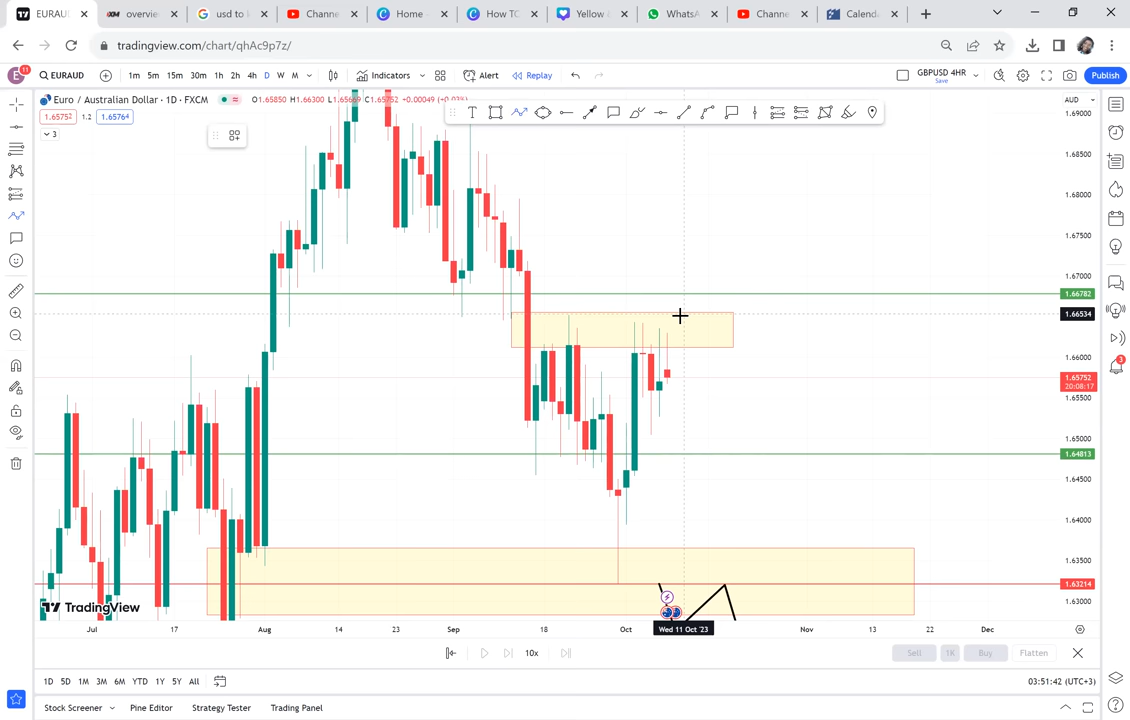 EURAUD
overvie
usd to l
Channe
Home -
How TC
Yellow &
WhatsA
Channe
Calenda
tradingview.com/chart/qhAc9p7z/
E 11 EURAUD 1m 5m 15m 30m 1h 2h 4h D W M Indicators Alert Replay GBPUSD 4HR Save Publish
Euro / Australian Dollar · 1D · FXCM O1.65850 H1.66300 L1.65669 C1.65752 +0.00049 (+0.03%) AUD
1.65752 1.2 1.65764
3
1.69000
1.68500
1.68000
1.67500
1.67000
1.66782
1.66534
1.66000
1.65752
20:08:17
1.65500
1.65000
1.64813
1.64500
1.64000
1.63500
1.63214
1.63000
3
TradingView
Jul 17 Aug 14 23 Sep 18 Oct Wed 11 Oct '23 Nov 13 22 Dec
10x Sell 1K Buy Flatten
1D 5D 1M 3M 6M YTD 1Y 5Y All 03:51:42 (UTC+3)
Stock Screener Pine Editor Strategy Tester Trading Panel